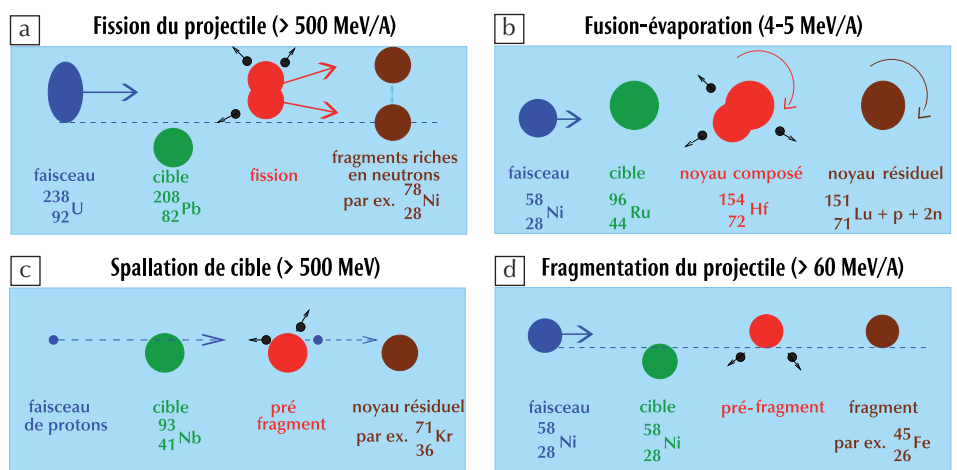 a
Fission du projectile (> 500 MeV/A)
faisceau
238
92 U
cible
208
82 Pb
fission
fragments riches
en neutrons
par ex. 78
28 Ni
b
Fusion-évaporation (4-5 MeV/A)
faisceau
58
28 Ni
cible
96
44 Ru
noyau composé
154
72 Hf
noyau résiduel
151
71 Lu + p + 2n
c
Spallation de cible (> 500 MeV)
faisceau
de protons
cible
93
41 Nb
pré
fragment
noyau résiduel
par ex. 71
36 Kr
d
Fragmentation du projectile (> 60 MeV/A)
faisceau
58
28 Ni
cible
58
28 Ni
pré-fragment
fragment
par ex. 45
26 Fe